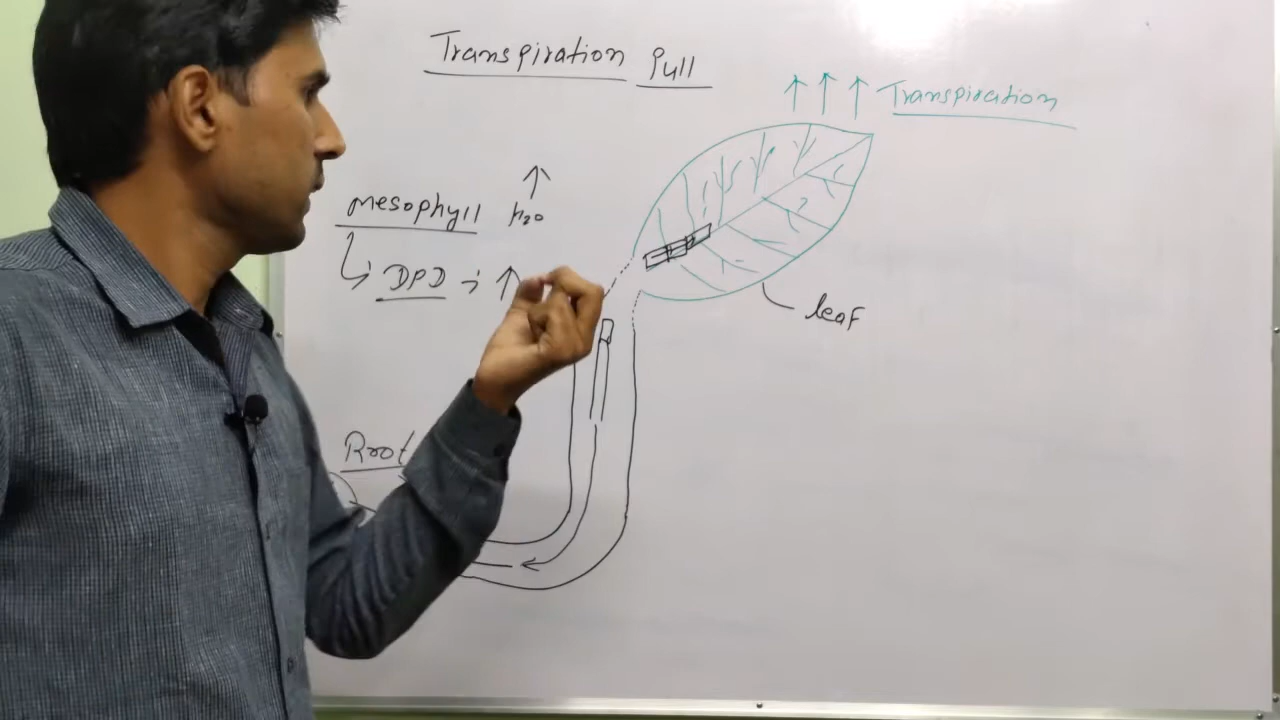 Transpiration Pull
Transpiration
Mesophyll H2O
DPD
leaf
Root